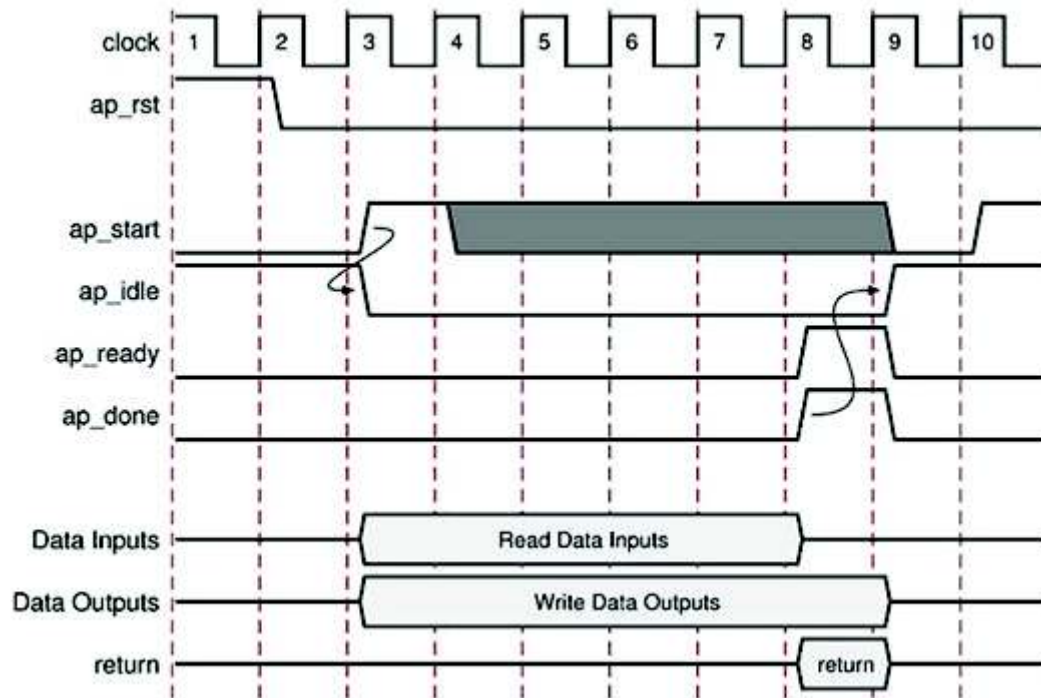 clock 1 2 3 4 5 6 7 8 9 10
ap_rst
ap_start
ap_idle
ap_ready
ap_done
Data Inputs Read Data Inputs
Data Outputs Write Data Outputs
return return